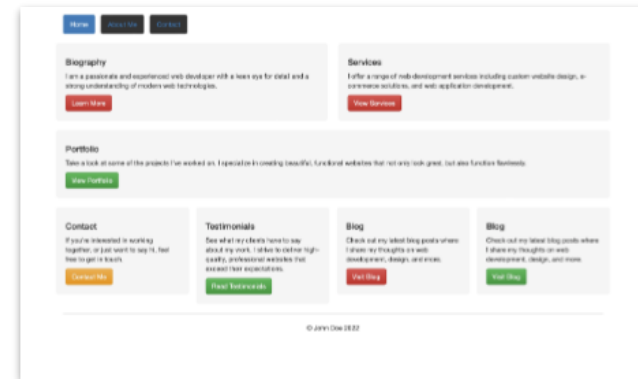 Home About Me Contact
Biography
I am a passionate and experienced web developer with a keen eye for detail and a
strong understanding of modern web technologies.
Learn More
Services
I offer a range of web development services including custom website design, e-
commerce solutions, and web application development.
View Services
Portfolio
Take a look at some of the projects I've worked on. I specialize in creating beautiful, functional websites that not only look great, but also function flawlessly.
View Portfolio
Contact
If you're interested in working
together, or just want to say hi, feel
free to get in touch.
Contact Me
Testimonials
See what my clients have to say
about my work. I strive to deliver high-
quality, professional websites that
exceed their expectations.
Read Testimonials
Blog
Check out my latest blog posts where
I share my thoughts on web
development, design, and more.
Visit Blog
Blog
Check out my latest blog posts where
I share my thoughts on web
development, design, and more.
Visit Blog
© John Doe 2022